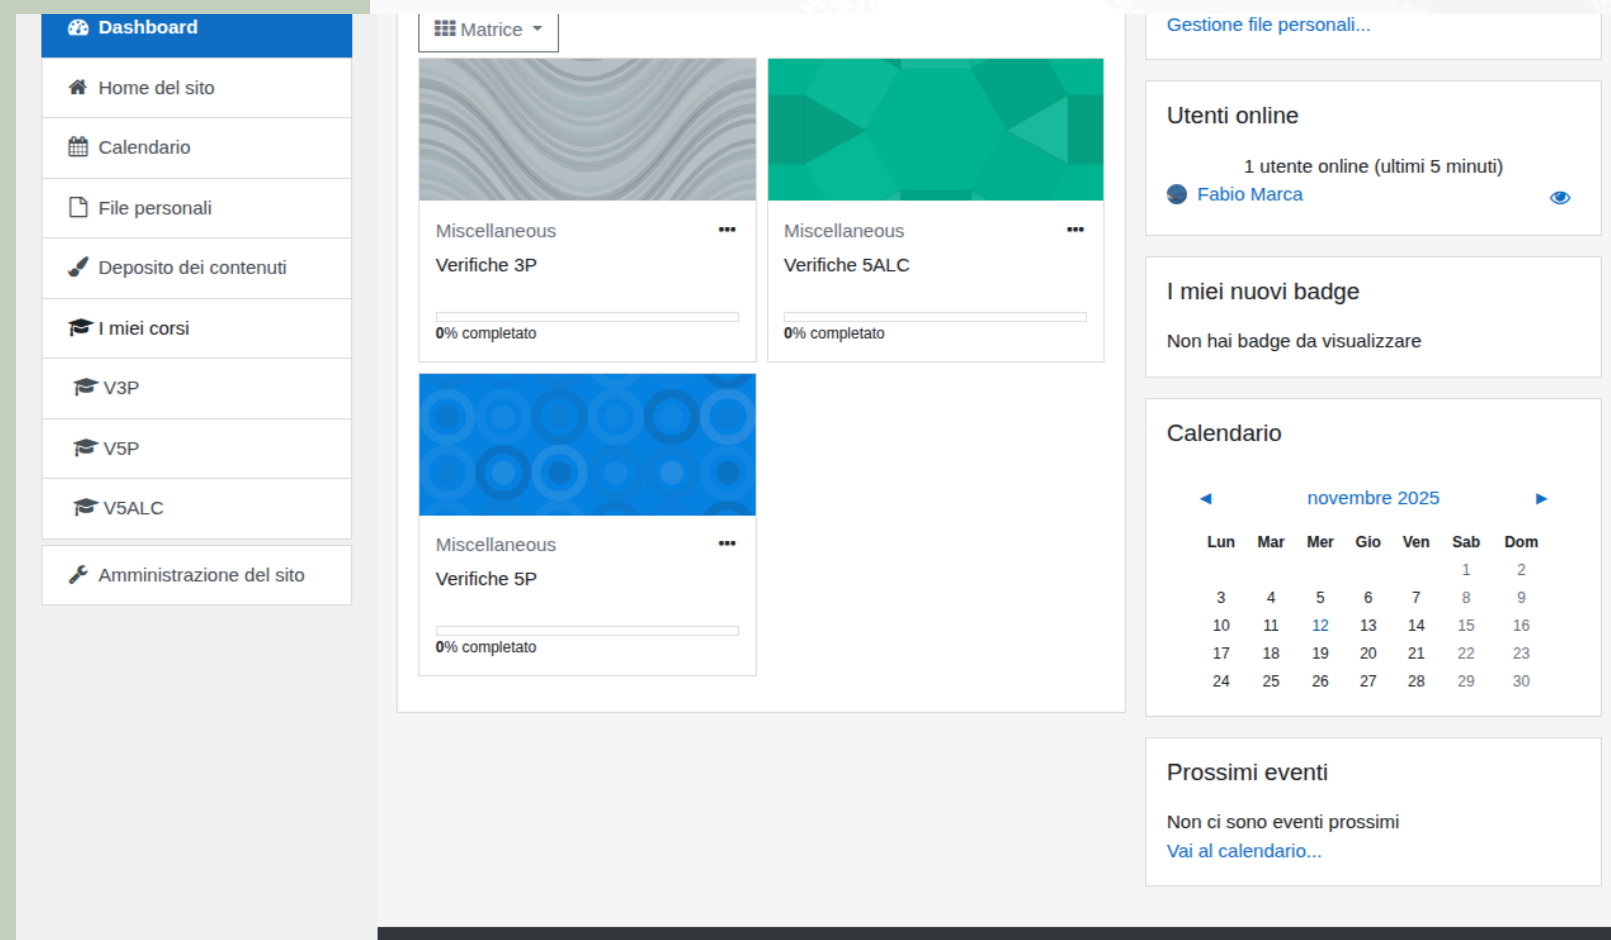 Dashboard
Home del sito
Calendario
File personali
Deposito dei contenuti
I miei corsi
V3P
V5P
V5ALC
Amministrazione del sito
Matrice
Miscellaneous
Verifiche 3P
0% completato
Miscellaneous
Verifiche 5ALC
0% completato
Miscellaneous
Verifiche 5P
0% completato
Gestione file personali...
Utenti online
1 utente online (ultimi 5 minuti)
Fabio Marca
I miei nuovi badge
Non hai badge da visualizzare
Calendario
◄ novembre 2025 ►
Lun Mar Mer Gio Ven Sab Dom
1 2
3 4 5 6 7 8 9
10 11 12 13 14 15 16
17 18 19 20 21 22 23
24 25 26 27 28 29 30
Prossimi eventi
Non ci sono eventi prossimi
Vai al calendario...